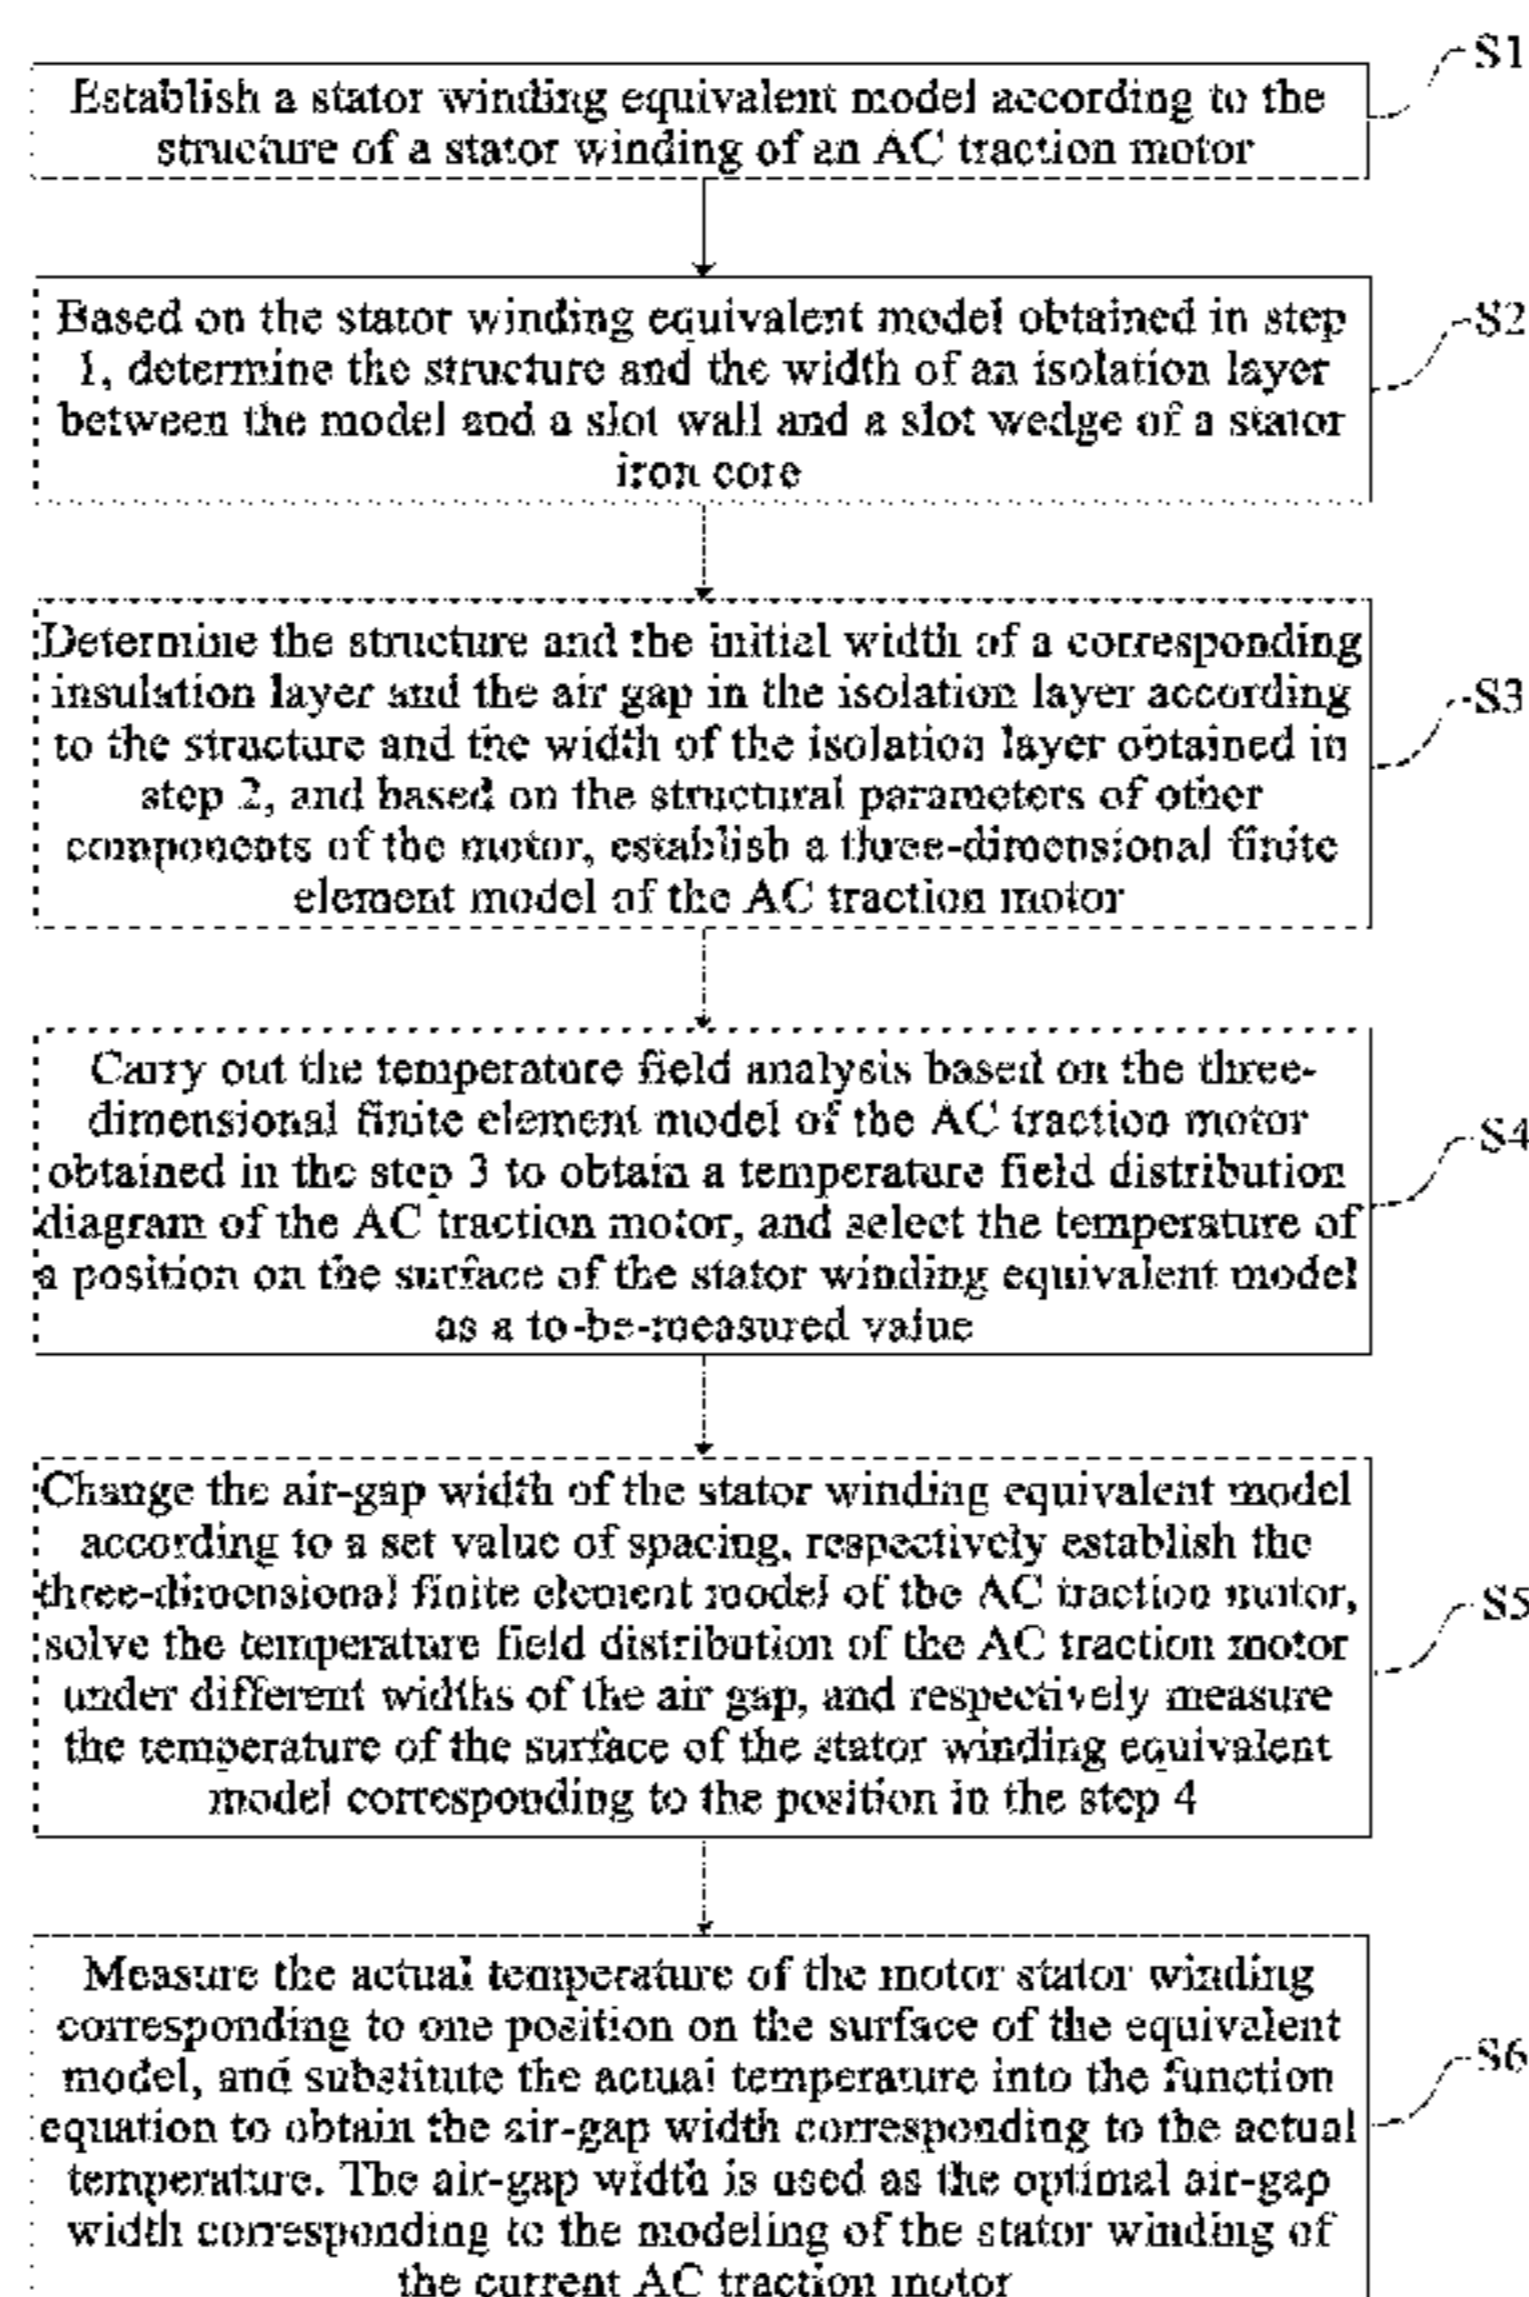 S1
Establish a stator winding equivalent model according to the
structure of a stator winding of an AC traction motor
Based on the stator winding equivalent model obtained in step
1, determine the structure and the width of an isolation layer
between the model and a slot wall and a slot wedge of a stator
iron core
S2
Determine the structure and the initial width of a corresponding
insulation layer and the air gap in the isolation layer according
to the structure and the width of the isolation layer obtained in
step 2, and based on the structural parameters of other
components of the motor, establish a three-dimensional finite
element model of the AC traction motor
S3
Carry out the temperature field analysis based on the three-
dimensional finite element model of the AC traction motor
obtained in the step 3 to obtain a temperature field distribution
diagram of the AC traction motor, and select the temperature of
a position on the surface of the stator winding equivalent model
as a to-be-measured value
S4
Change the air-gap width of the stator winding equivalent model
according to a set value of spacing, respectively establish the
three-dimensional finite element model of the AC traction motor,
solve the temperature field distribution of the AC traction motor
under different widths of the air gap, and respectively measure
the temperature of the surface of the stator winding equivalent
model corresponding to the position in the step 4
S5
Measure the actual temperature of the motor stator winding
corresponding to one position on the surface of the equivalent
model, and substitute the actual temperature into the function
equation to obtain the air-gap width corresponding to the actual
temperature. The air-gap width is used as the optimal air-gap
width corresponding to the modeling of the stator winding of
the current AC traction motor
S6